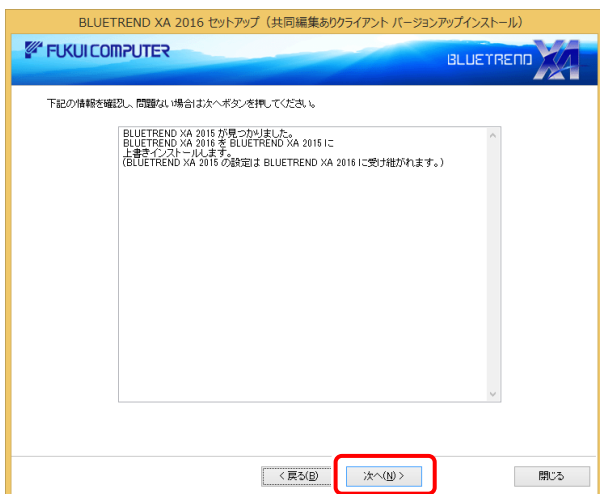 BLUETREND XA 2016 セットアップ（共同編集ありクライアント バージョンアップインストール）
FUKUI COMPUTER
BLUETREND XA
下記の情報を確認し、問題ない場合は次へボタンを押してください。
BLUETREND XA 2015 が見つかりました。
BLUETREND XA 2016 を BLUETREND XA 2015 に
上書きインストールします。
(BLUETREND XA 2015 の設定は BLUETREND XA 2016 に受け継がれます。)
< 戻る(B)
次へ(N) >
閉じる